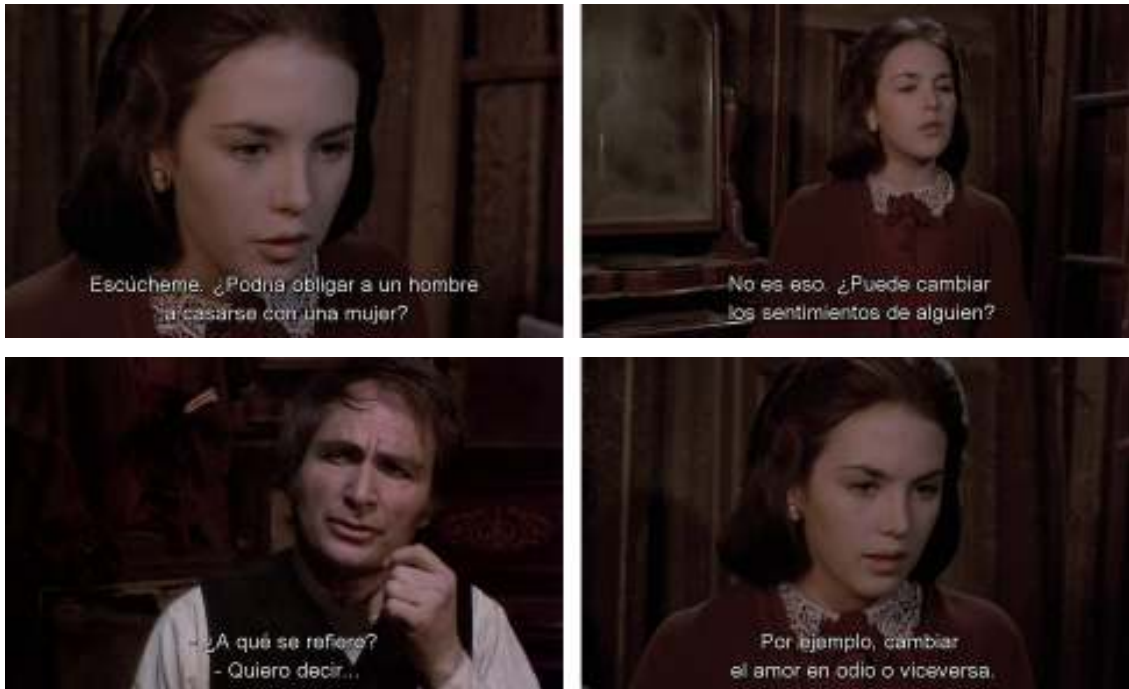 Escúcheme. ¿Podría obligar a un hombre
a casarse con una mujer?
No es eso. ¿Puede cambiar
los sentimientos de alguien?
- ¿A qué se refiere?
- Quiero decir...
Por ejemplo, cambiar
el amor en odio o viceversa.